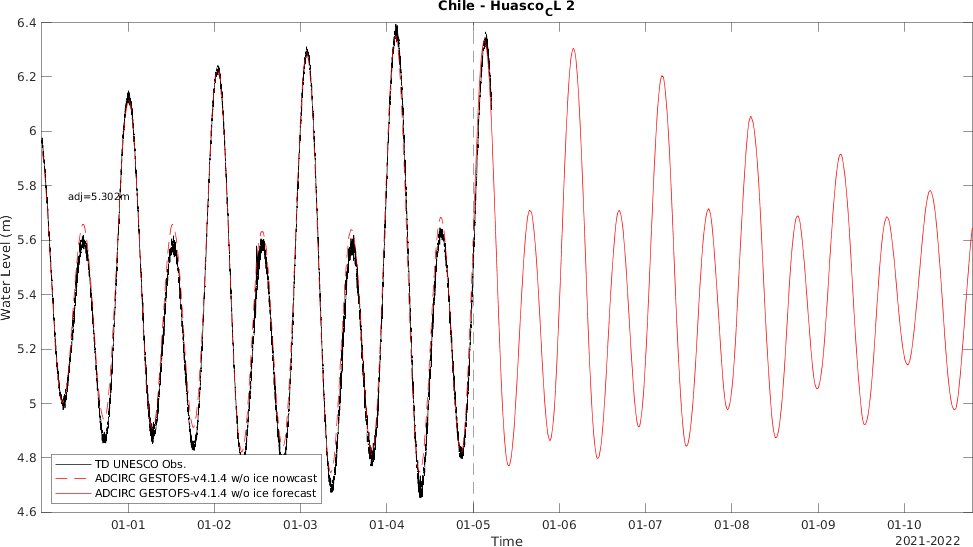 Chile - Huasco_CL 2
6.4
6.2
6
5.8
5.6
5.4
5.2
5
4.8
4.6
Water Level (m)
adj=5.302m
TD UNESCO Obs.
ADCIRC GESTOFS-v4.1.4 w/o ice nowcast
ADCIRC GESTOFS-v4.1.4 w/o ice forecast
01-01 01-02 01-03 01-04 01-05 01-06 01-07 01-08 01-09 01-10
Time
2021-2022